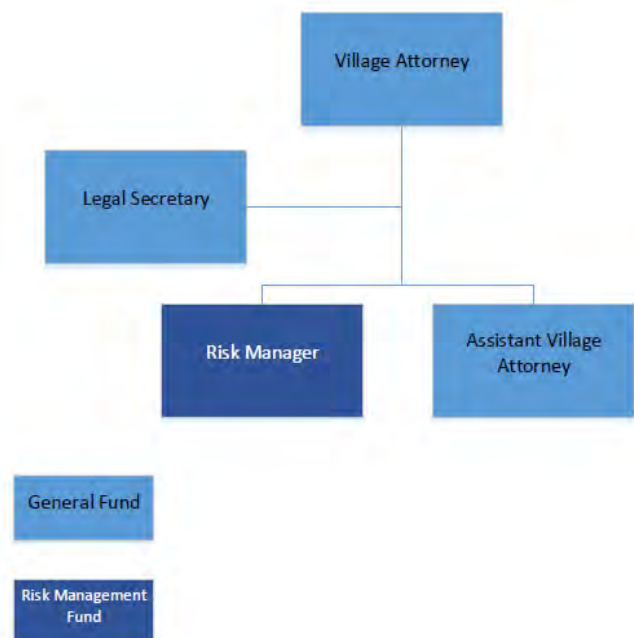 Village Attorney
Legal Secretary
Risk Manager
Assistant Village
Attorney
General Fund
Risk Management
Fund